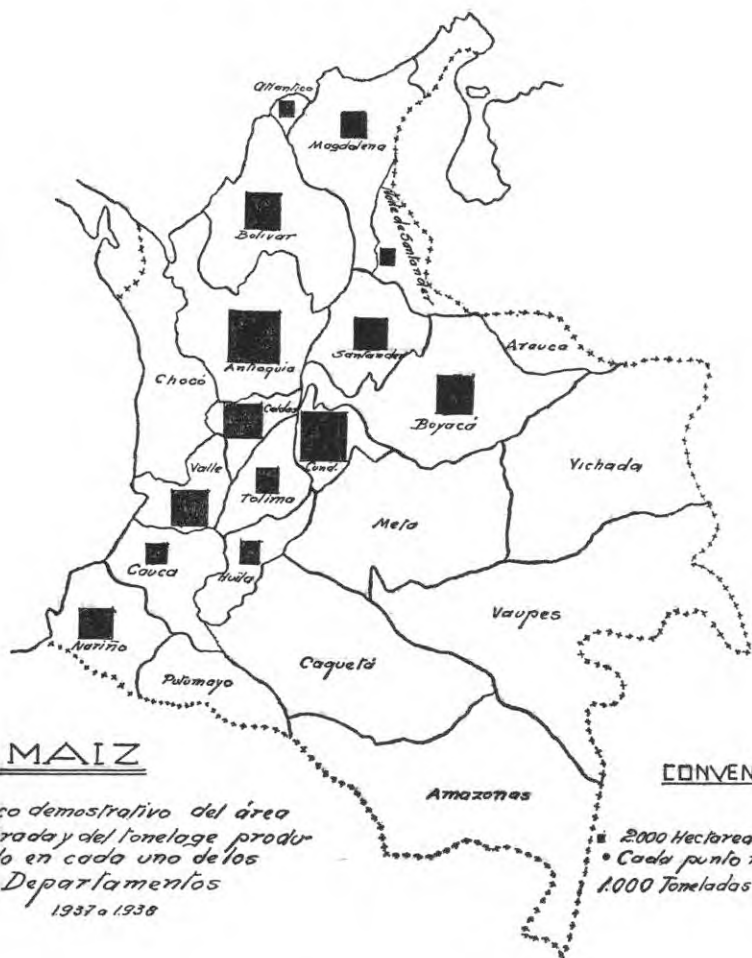 Atlantico
Magdalena
Bolivar
Norte de Santander
Antioquia
Santander
Arauca
Chocó
Caldas
Boyacá
Cund.
Valle
Tolima
Vichada
Meta
Cauca
Huila
Vaupes
Nariño
Caquetá
Putumayo
Amazonas
MAIZ
co demostrativo del área
rada y del tonelage produ-
do en cada uno de los
Departamentos
1937 a 1938
CONVEN
2.000 Hectarea
Cada punto
1.000 Toneladas